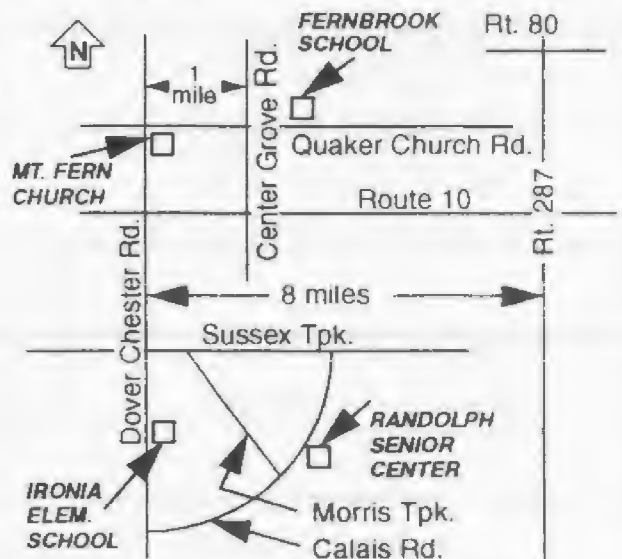 N
FERNBROOK
SCHOOL
Rt. 80
1
mile
Center Grove Rd.
Quaker Church Rd.
MT. FERN
CHURCH
Route 10
Rt. 287
Dover Chester Rd.
8 miles
Sussex Tpk.
RANDOLPH
SENIOR
CENTER
IRONIA
ELEM.
SCHOOL
Morris Tpk.
Calais Rd.